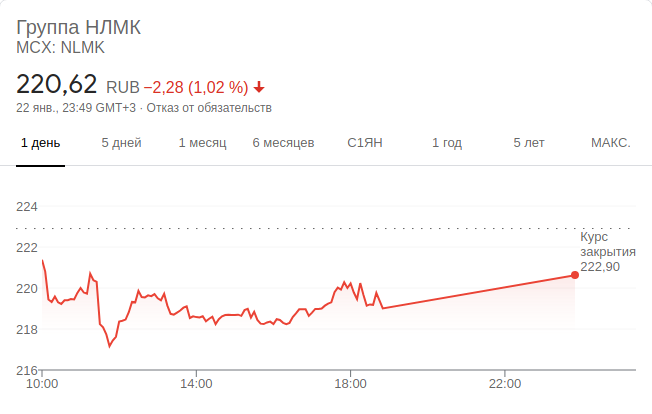 Группа НЛМК
MCX: NLMK
220,62 RUB −2,28 (1,02 %)
22 янв., 23:49 GMT+3 · Отказ от обязательств
1 день 5 дней 1 месяц 6 месяцев С1ЯН 1 год 5 лет МАКС.
224
222
220
218
216
Курс
закрытия
222,90
10:00 14:00 18:00 22:00